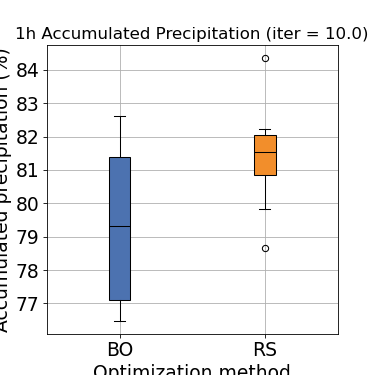 1h Accumulated Precipitation (iter = 10.0)
Accumulated precipitation (%)
84
83
82
81
80
79
78
77
BO RS
Optimization method